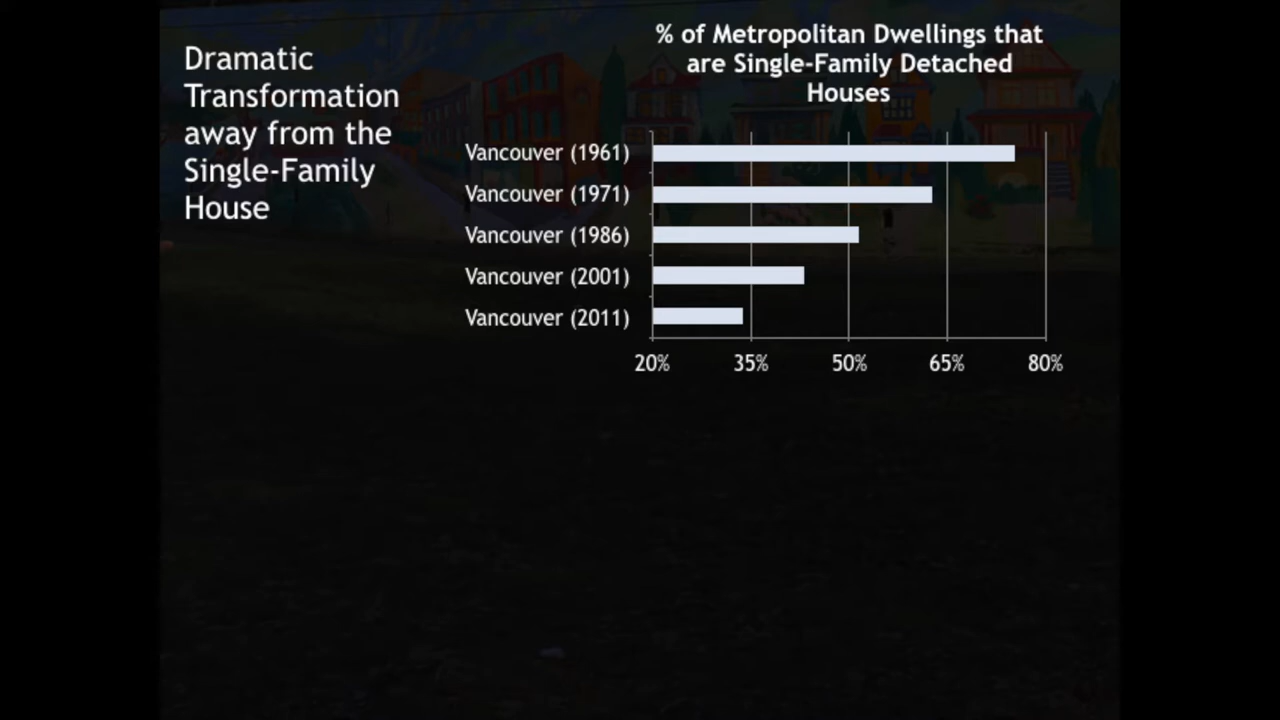 Dramatic
Transformation
away from the
Single-Family
House
% of Metropolitan Dwellings that
are Single-Family Detached
Houses
Vancouver (1961)
Vancouver (1971)
Vancouver (1986)
Vancouver (2001)
Vancouver (2011)
20% 35% 50% 65% 80%